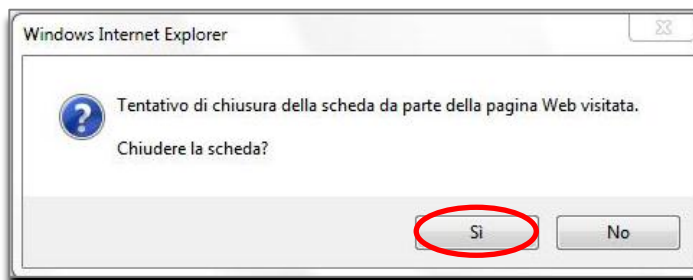 Windows Internet Explorer
Tentativo di chiusura della scheda da parte della pagina Web visitata.
Chiudere la scheda?
Sì
No